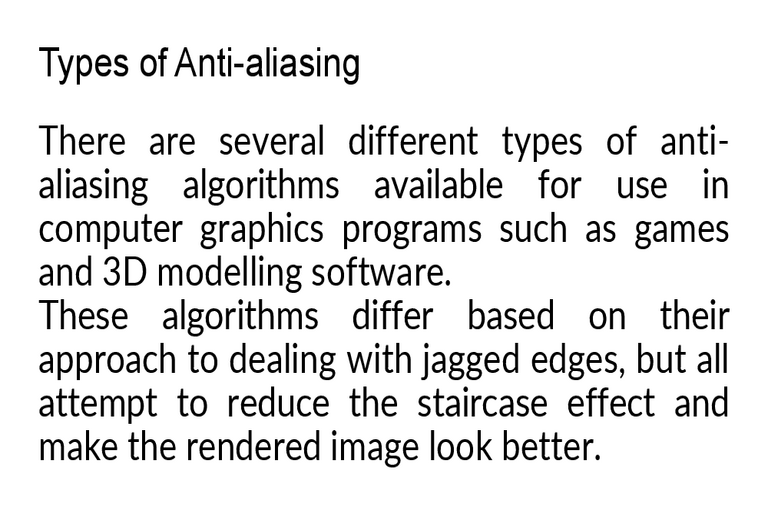 Types of Anti-aliasing
There are several different types of anti-
aliasing algorithms available for use in
computer graphics programs such as games
and 3D modelling software.
These algorithms differ based on their
approach to dealing with jagged edges, but all
attempt to reduce the staircase effect and
make the rendered image look better.